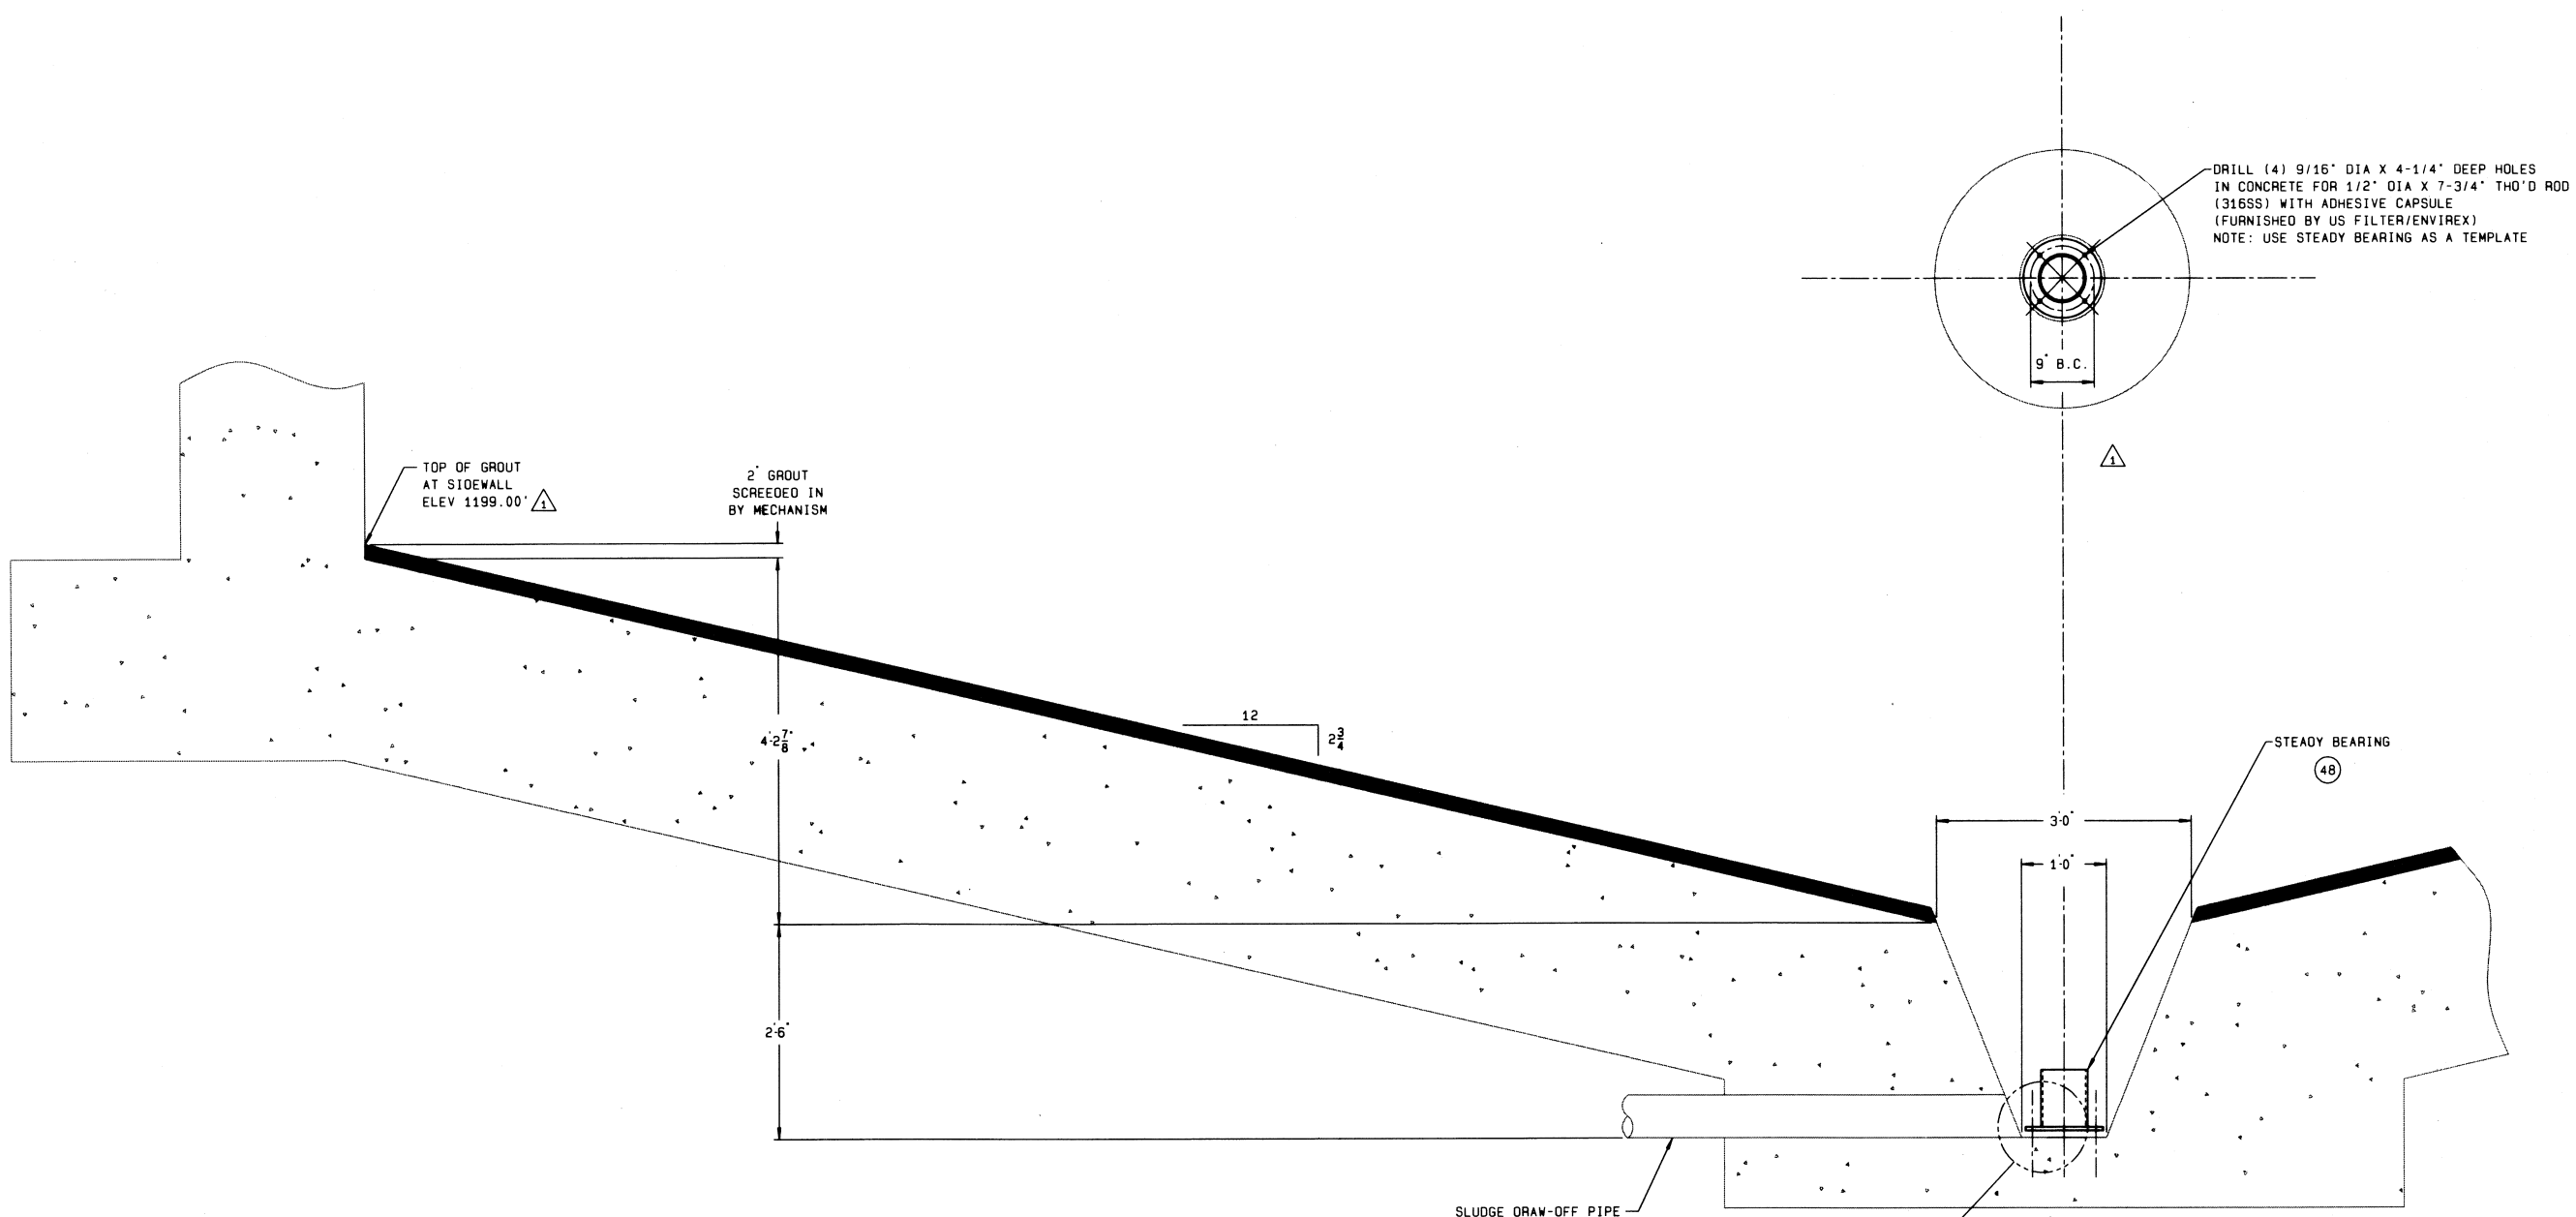 DRILL (4) 9/16" DIA X 4-1/4" DEEP HOLES
IN CONCRETE FOR 1/2" DIA X 7-3/4" THD'D ROD
(316SS) WITH ADHESIVE CAPSULE
(FURNISHED BY US FILTER/ENVIREX)
NOTE: USE STEADY BEARING AS A TEMPLATE
9" B.C.
1
TOP OF GROUT
AT SIDEWALL
ELEV 1199.00' 1
2" GROUT
SCREEDED IN
BY MECHANISM
12
2 3/4
4'-2 7/8"
STEADY BEARING
48
3'-0"
1'-0"
2'-6"
SLUDGE DRAW-OFF PIPE